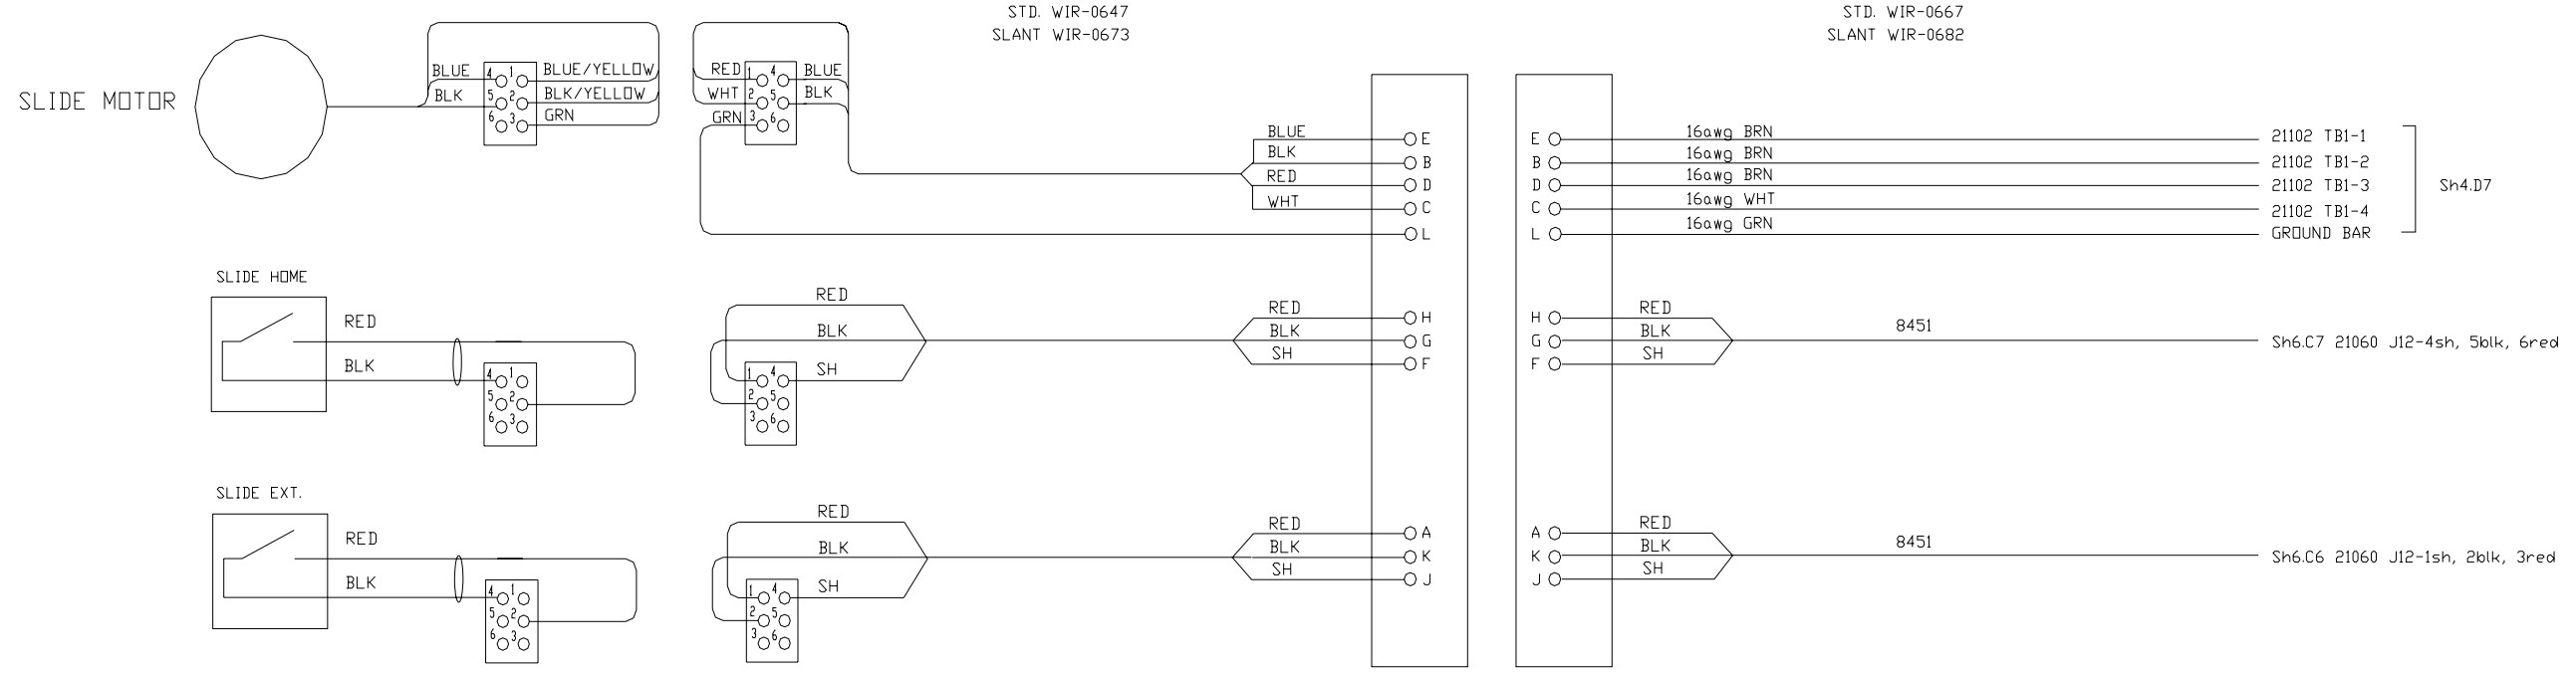 STD. WIR-0647
SLANT WIR-0673
STD. WIR-0667
SLANT WIR-0682
SLIDE MOTOR
BLUE
BLK
4 1
5 2
6 3
BLUE/YELLOW
BLK/YELLOW
GRN
RED
WHT
GRN
1 4
2 5
3 6
BLUE
BLK
BLUE
BLK
RED
WHT
E
B
D
C
L
E
B
D
C
L
16awg BRN
16awg BRN
16awg BRN
16awg WHT
16awg GRN
21102 TB1-1
21102 TB1-2
21102 TB1-3
21102 TB1-4
GROUND BAR
Sh4.D7
SLIDE HOME
RED
BLK
4 1
5 2
6 3
RED
BLK
SH
1 4
2 5
3 6
RED
BLK
SH
H
G
F
H
G
F
RED
BLK
SH
8451
Sh6.C7 21060 J12-4sh, 5blk, 6red
SLIDE EXT.
RED
BLK
4 1
5 2
6 3
RED
BLK
SH
1 4
2 5
3 6
RED
BLK
SH
A
K
J
A
K
J
RED
BLK
SH
8451
Sh6.C6 21060 J12-1sh, 2blk, 3red